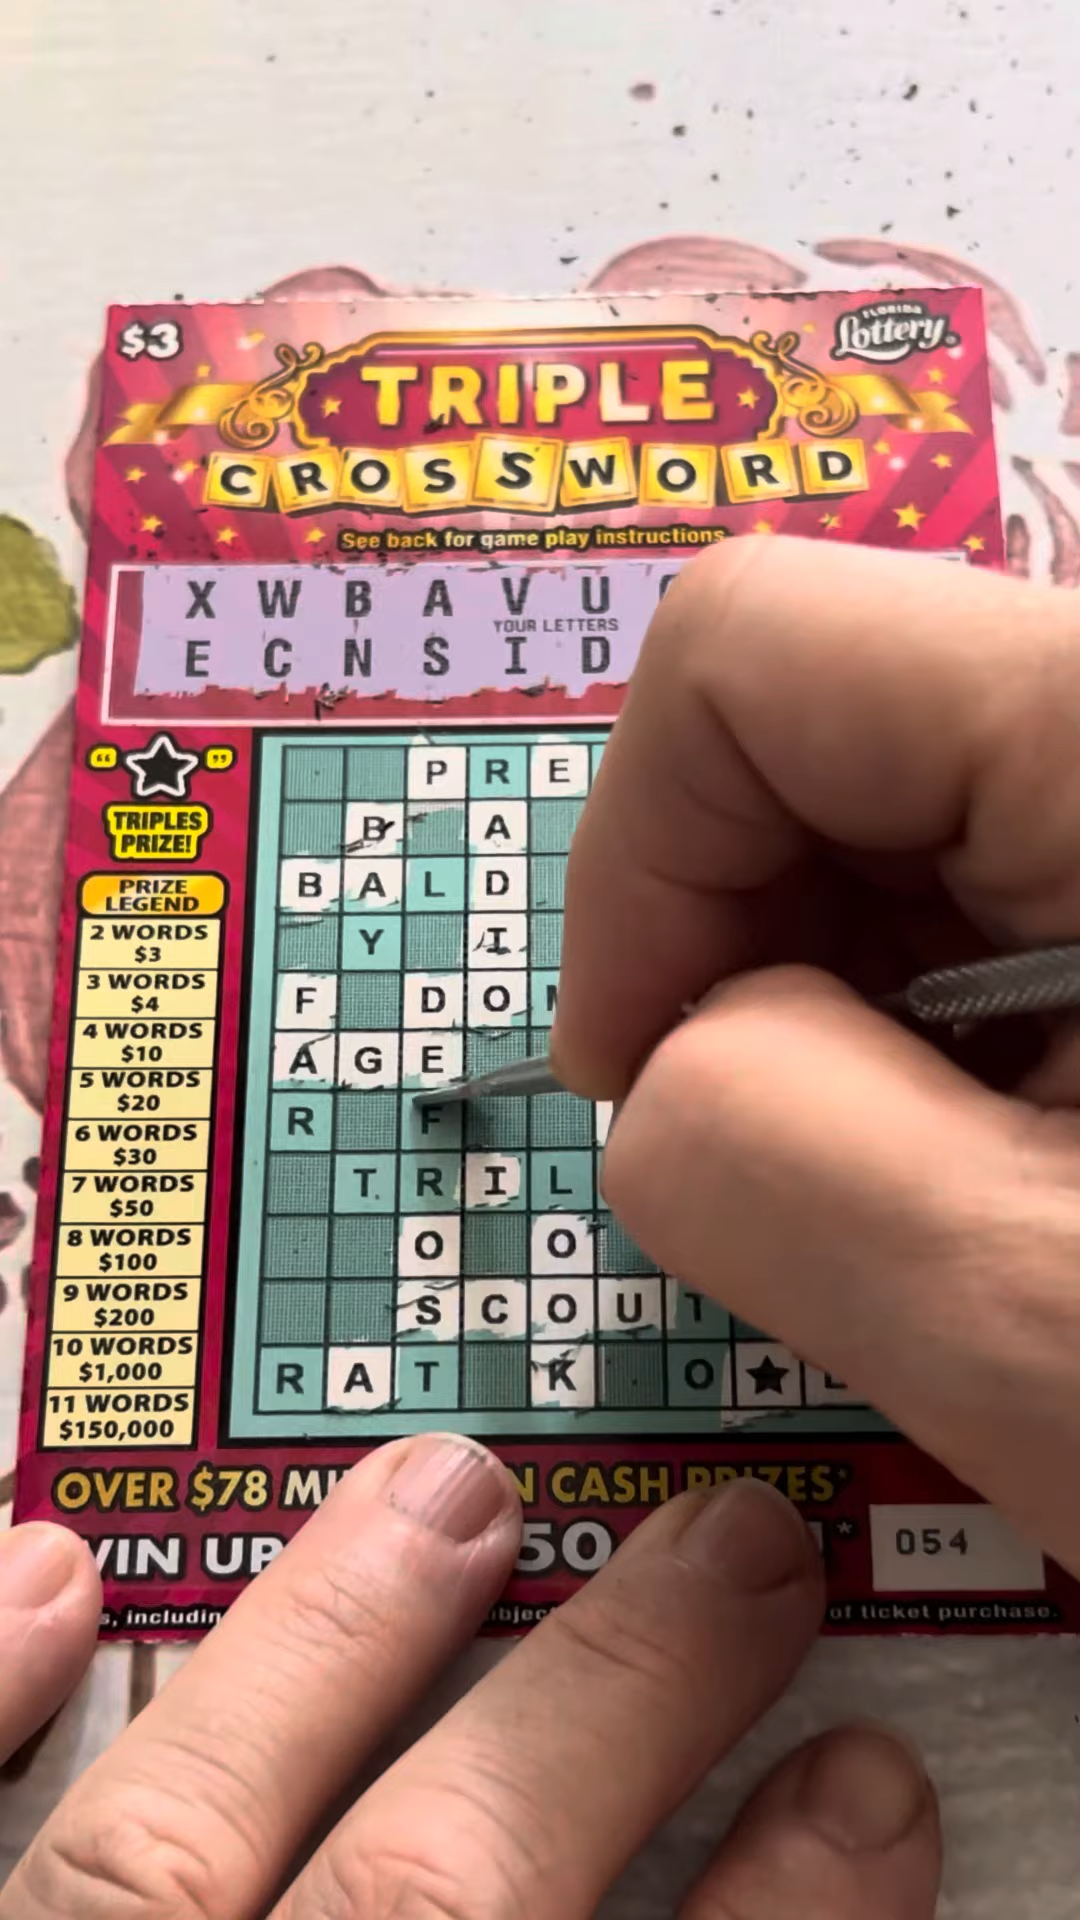 $3
FLORIDA
Lottery
TRIPLE
CROSSWORD
See back for game play instructions.
X W B A V U
YOUR LETTERS
E C N S I D
" "
TRIPLES
PRIZE!
PRIZE
LEGEND
2 WORDS
$3
3 WORDS
$4
4 WORDS
$10
5 WORDS
$20
6 WORDS
$30
7 WORDS
$50
8 WORDS
$100
9 WORDS
$200
10 WORDS
$1,000
11 WORDS
$150,000
P R E
B A
B A L D
Y I
F D O
A G E
R F
T R I L
O O
S C O U T
R A T K O
OVER $78 CASH PRIZES*
WIN UP
50 *
054
of ticket purchase.